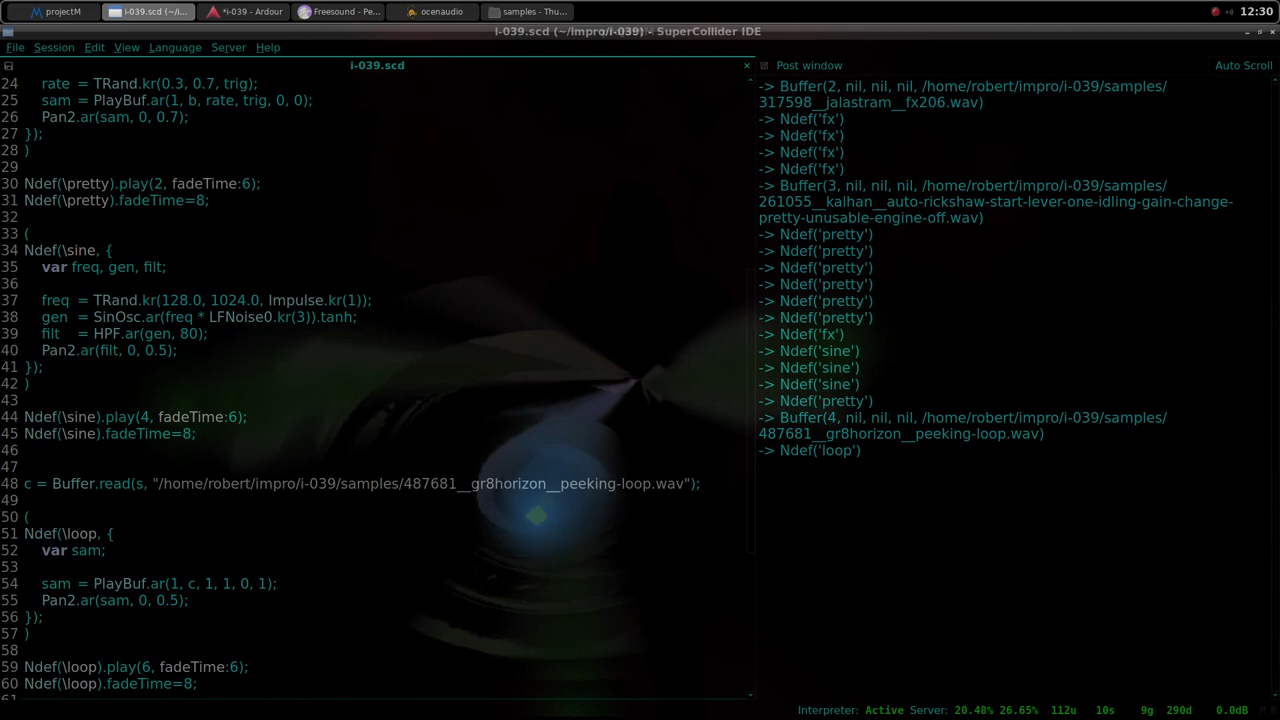 projectM
i-039.scd (~/i...
*i-039 - Ardour
Freesound - Pe...
ocenaudio
samples - Thu...
12:30
i-039.scd (~/impro/i-039) - SuperCollider IDE
File Session Edit View Language Server Help
i-039.scd
24 rate = TRand.kr(0.3, 0.7, trig);
25 sam = PlayBuf.ar(1, b, rate, trig, 0, 0);
26 Pan2.ar(sam, 0, 0.7);
27 });
28 )
29
30 Ndef(\pretty).play(2, fadeTime:6);
31 Ndef(\pretty).fadeTime=8;
32
33 (
34 Ndef(\sine, {
35 var freq, gen, filt;
36
37 freq = TRand.kr(128.0, 1024.0, Impulse.kr(1));
38 gen = SinOsc.ar(freq * LFNoise0.kr(3)).tanh;
39 filt = HPF.ar(gen, 80);
40 Pan2.ar(filt, 0, 0.5);
41 });
42 )
43
44 Ndef(\sine).play(4, fadeTime:6);
45 Ndef(\sine).fadeTime=8;
46
47
48 c = Buffer.read(s, "/home/robert/impro/i-039/samples/487681__gr8horizon__peeking-loop.wav");
49
50 (
51 Ndef(\loop, {
52 var sam;
53
54 sam = PlayBuf.ar(1, c, 1, 1, 0, 1);
55 Pan2.ar(sam, 0, 0.5);
56 });
57 )
58
59 Ndef(\loop).play(6, fadeTime:6);
60 Ndef(\loop).fadeTime=8;
61
Post window
Auto Scroll
-> Buffer(2, nil, nil, nil, /home/robert/impro/i-039/samples/
317598__jalastram__fx206.wav)
-> Ndef('fx')
-> Ndef('fx')
-> Ndef('fx')
-> Ndef('fx')
-> Buffer(3, nil, nil, nil, /home/robert/impro/i-039/samples/
261055__kalhan__auto-rickshaw-start-lever-one-idling-gain-change-
pretty-unusable-engine-off.wav)
-> Ndef('pretty')
-> Ndef('pretty')
-> Ndef('pretty')
-> Ndef('pretty')
-> Ndef('pretty')
-> Ndef('pretty')
-> Ndef('fx')
-> Ndef('sine')
-> Ndef('sine')
-> Ndef('sine')
-> Ndef('pretty')
-> Buffer(4, nil, nil, nil, /home/robert/impro/i-039/samples/
487681__gr8horizon__peeking-loop.wav)
-> Ndef('loop')
Interpreter: Active Server: 20.48% 26.65% 112u 10s 9g 290d 0.0dB